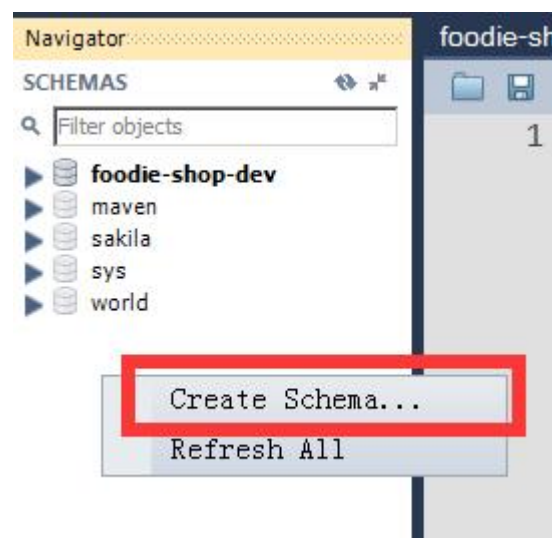 Navigator
foodie-sh
SCHEMAS
Filter objects
1
foodie-shop-dev
maven
sakila
sys
world
Create Schema...
Refresh All